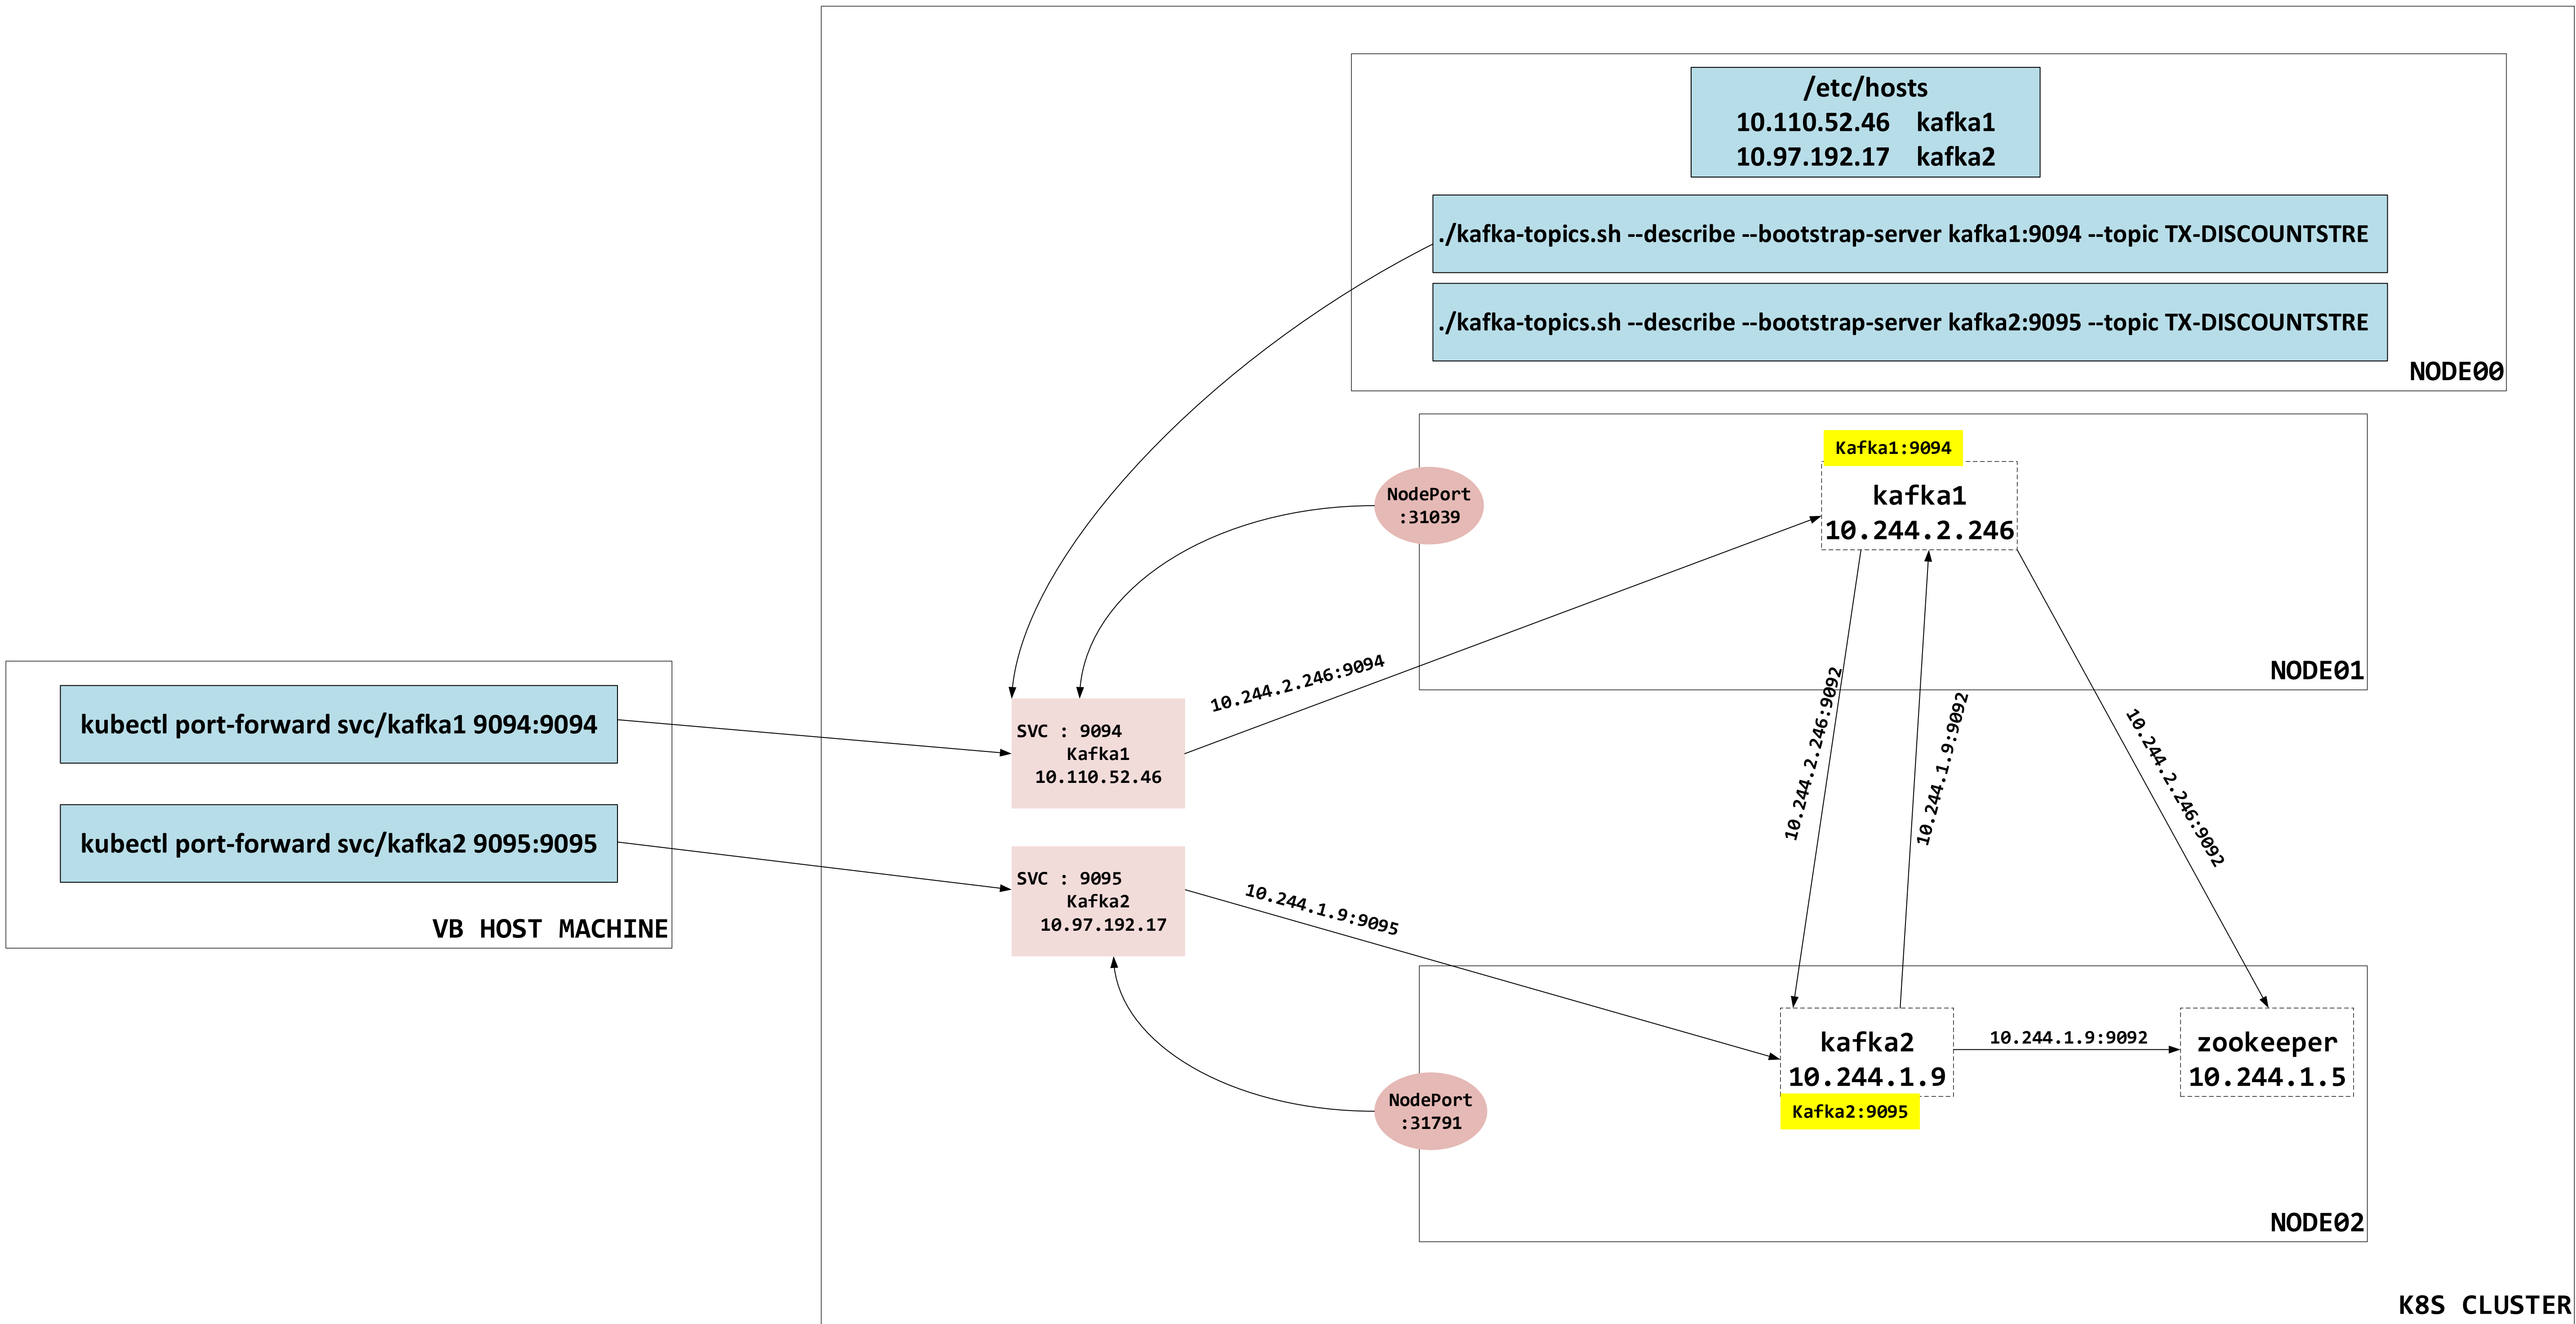 /etc/hosts
10.110.52.46    kafka1
10.97.192.17    kafka2
./kafka-topics.sh --describe --bootstrap-server kafka1:9094 --topic TX-DISCOUNTSTRE
./kafka-topics.sh --describe --bootstrap-server kafka2:9095 --topic TX-DISCOUNTSTRE
NODE00
Kafka1:9094
kafka1
10.244.2.246
NodePort
:31039
NODE01
10.244.2.246:9094
10.244.2.246:9092
10.244.1.9:9092
10.244.2.246:9092
kubectl port-forward svc/kafka1 9094:9094
kubectl port-forward svc/kafka2 9095:9095
VB HOST MACHINE
SVC : 9094
Kafka1
10.110.52.46
SVC : 9095
Kafka2
10.97.192.17
10.244.1.9:9095
kafka2
10.244.1.9
Kafka2:9095
10.244.1.9:9092
zookeeper
10.244.1.5
NodePort
:31791
NODE02
K8S CLUSTER